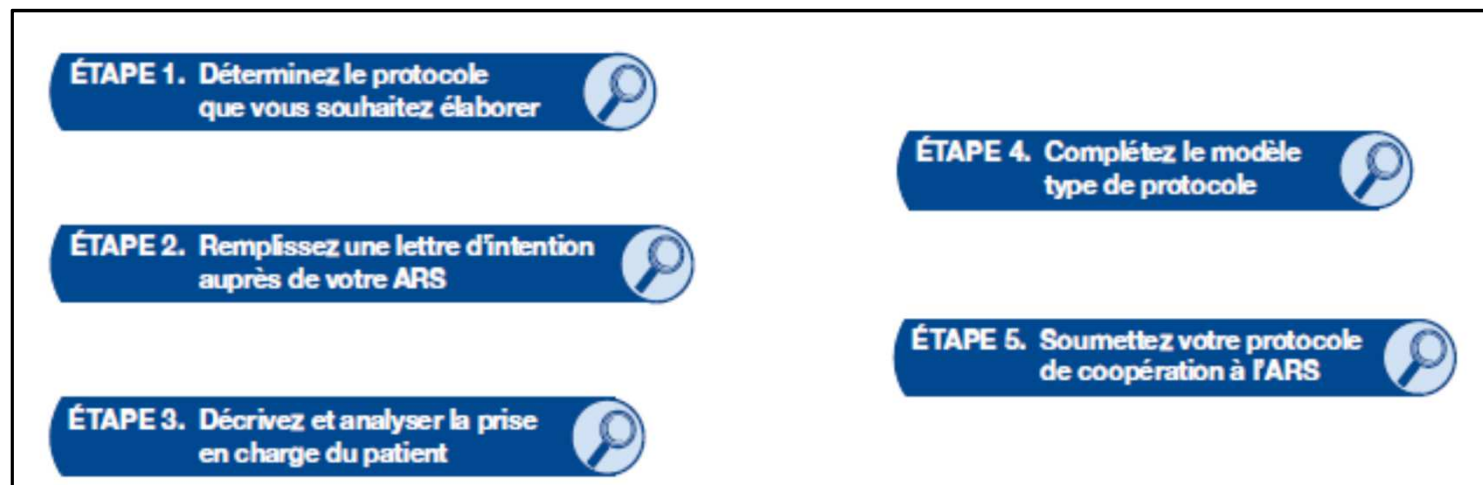 ÉTAPE 1. Déterminez le protocole
que vous souhaitez élaborer
ÉTAPE 2. Remplissez une lettre d'intention
auprès de votre ARS
ÉTAPE 3. Décrivez et analyser la prise
en charge du patient
ÉTAPE 4. Complétez le modèle
type de protocole
ÉTAPE 5. Soumettez votre protocole
de coopération à l'ARS